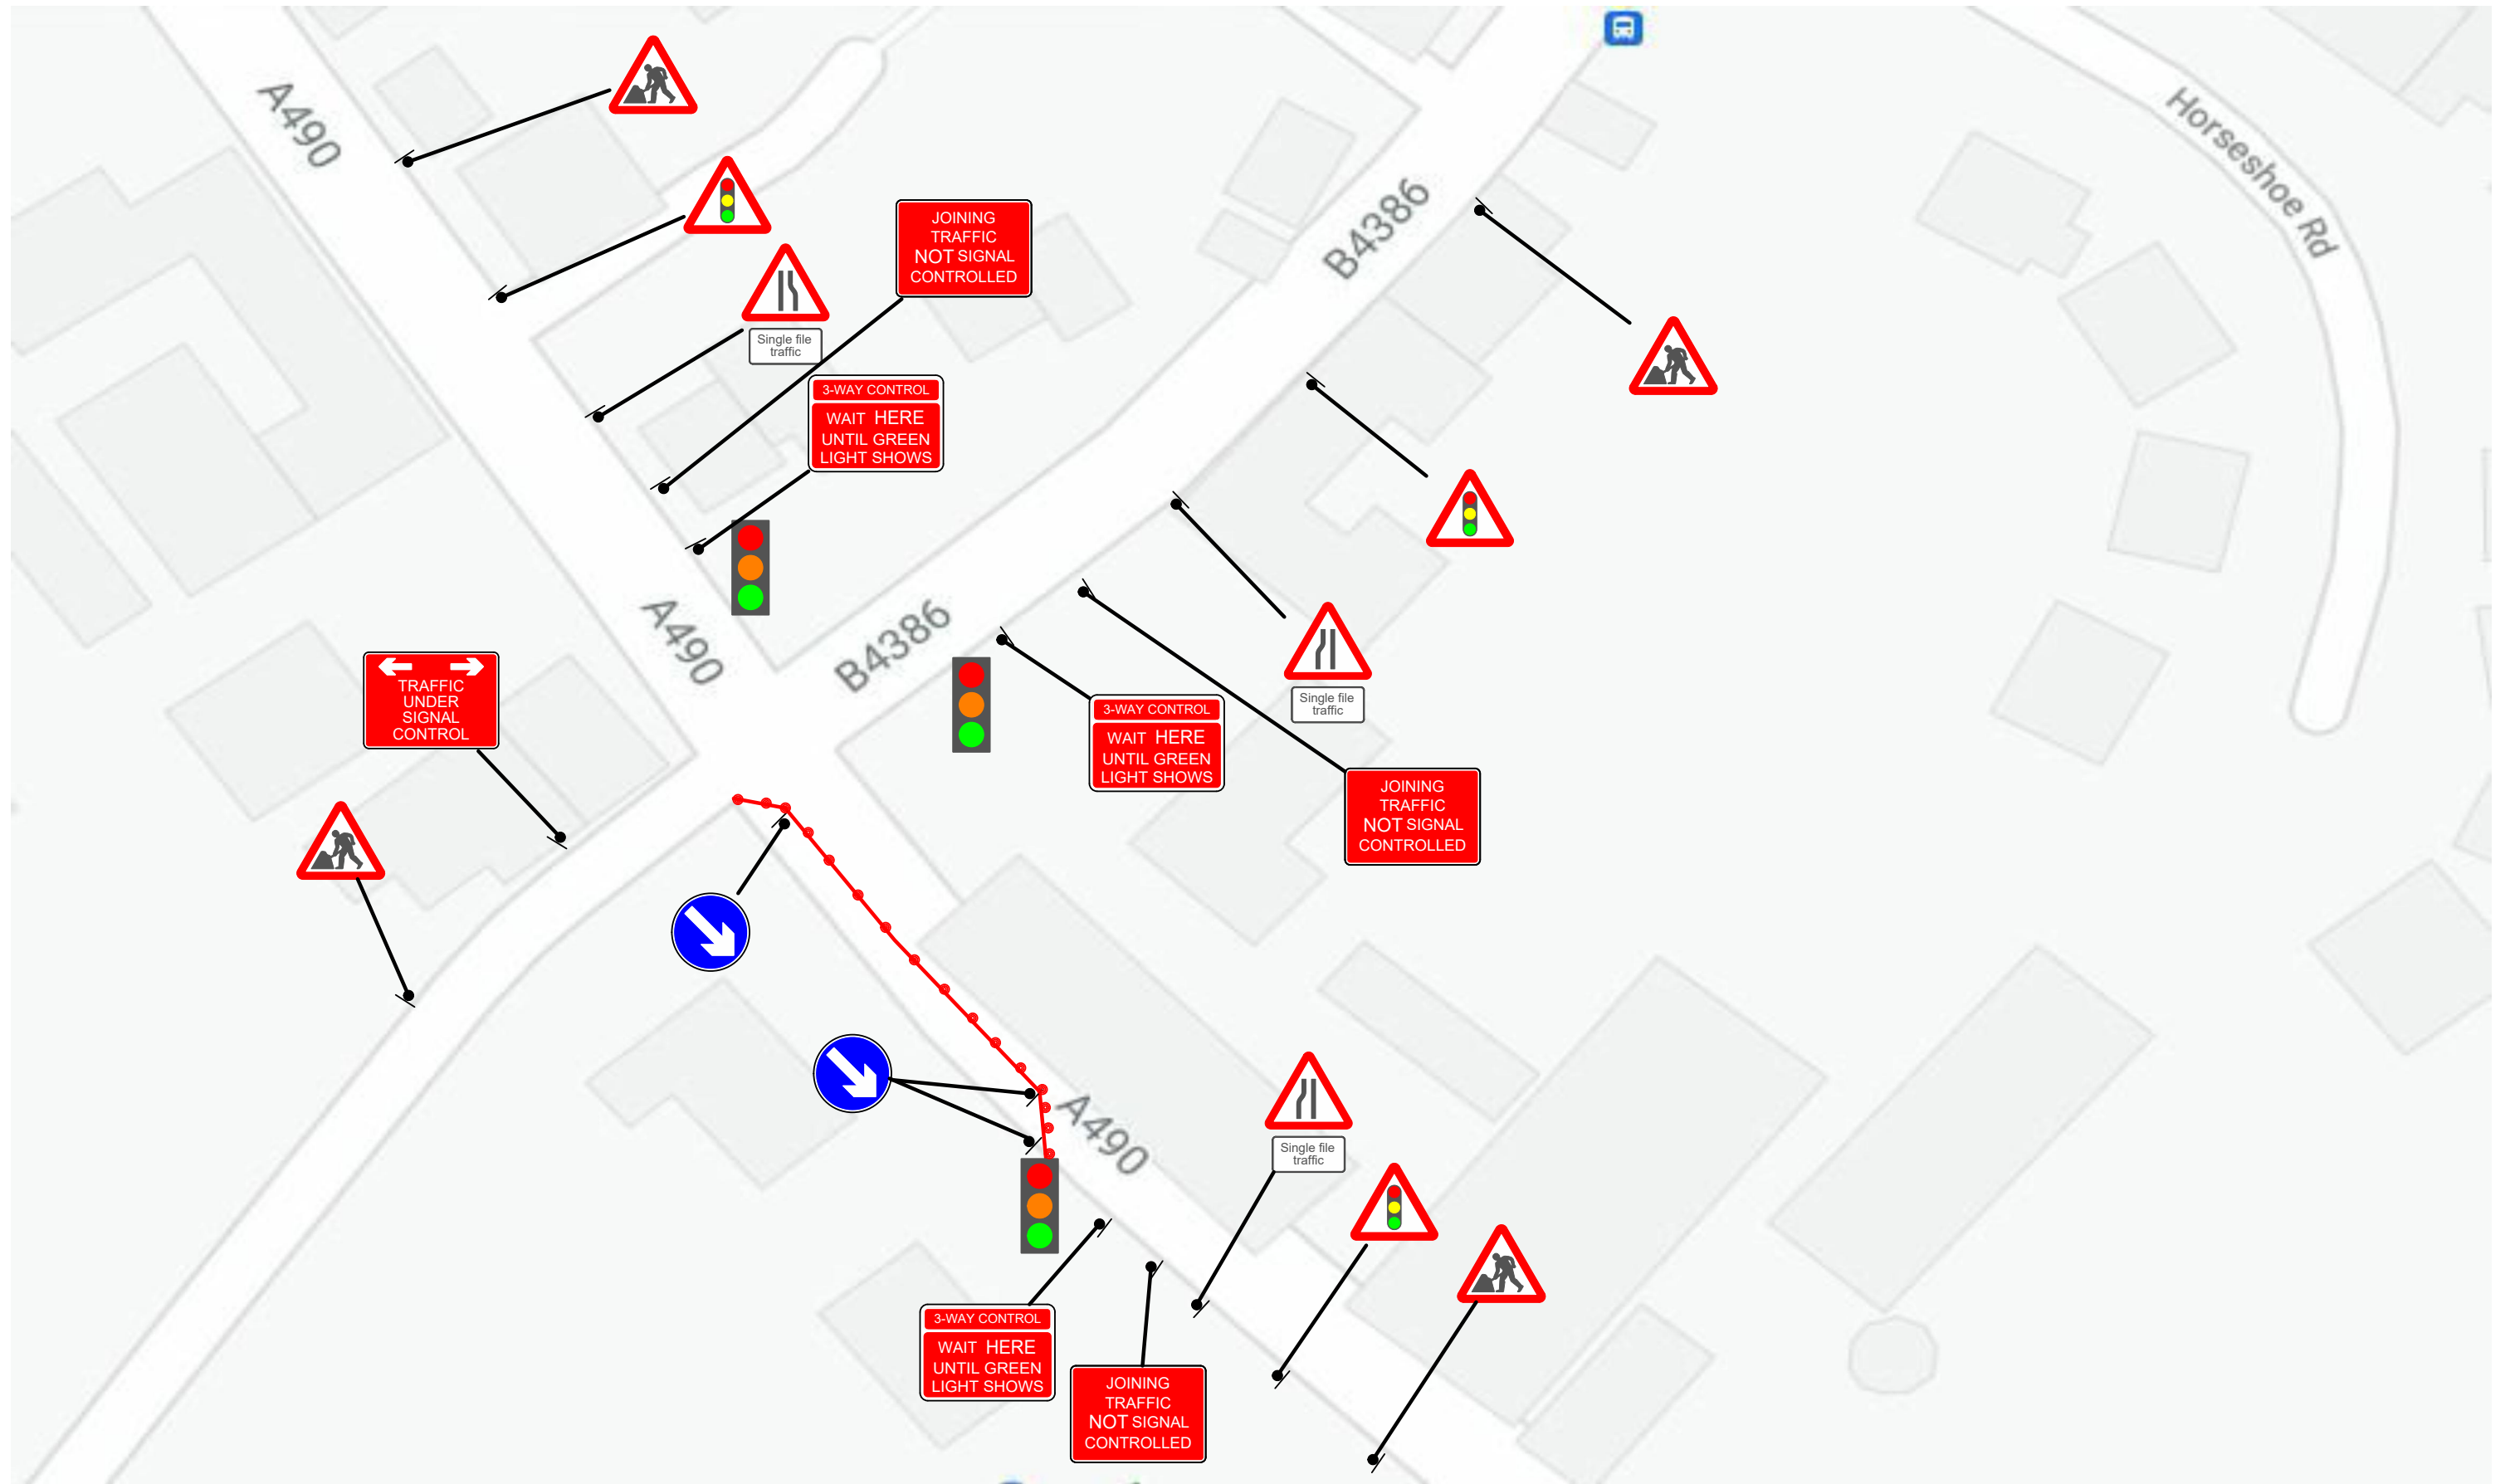 A490
Horseshoe Rd
B4386
JOINING
TRAFFIC
NOT SIGNAL
CONTROLLED
Single file
traffic
3-WAY CONTROL
WAIT HERE
UNTIL GREEN
LIGHT SHOWS
A490
B4386
TRAFFIC
UNDER
SIGNAL
CONTROL
Single file
traffic
3-WAY CONTROL
WAIT HERE
UNTIL GREEN
LIGHT SHOWS
JOINING
TRAFFIC
NOT SIGNAL
CONTROLLED
A490
Single file
traffic
3-WAY CONTROL
WAIT HERE
UNTIL GREEN
LIGHT SHOWS
JOINING
TRAFFIC
NOT SIGNAL
CONTROLLED